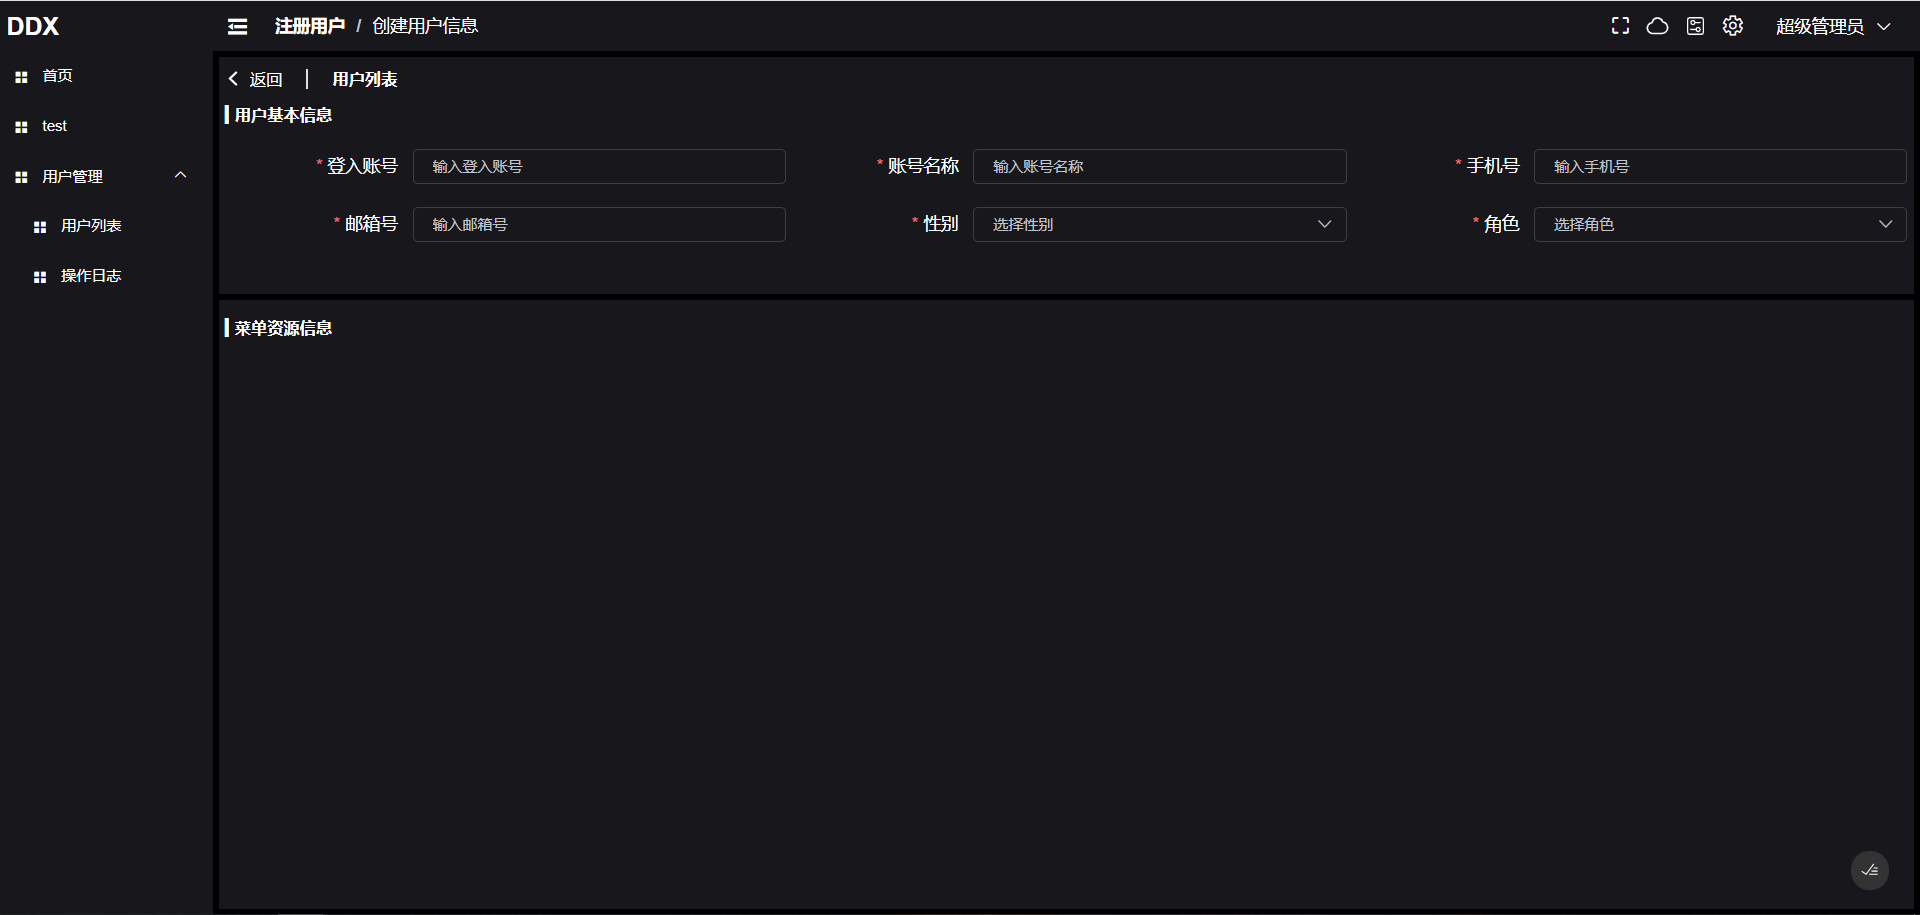 DDX
注册用户 / 创建用户信息
超级管理员
首页
test
用户管理
用户列表
操作日志
返回 | 用户列表
用户基本信息
* 登入账号 输入登入账号
* 账号名称 输入账号名称
* 手机号 输入手机号
* 邮箱号 输入邮箱号
* 性别 选择性别
* 角色 选择角色
菜单资源信息